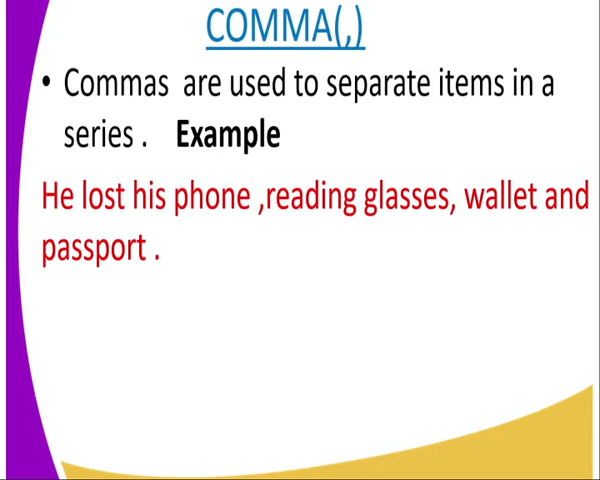 COMMA(,)
• Commas  are used to separate items in a
series .   Example
He lost his phone ,reading glasses, wallet and
passport .